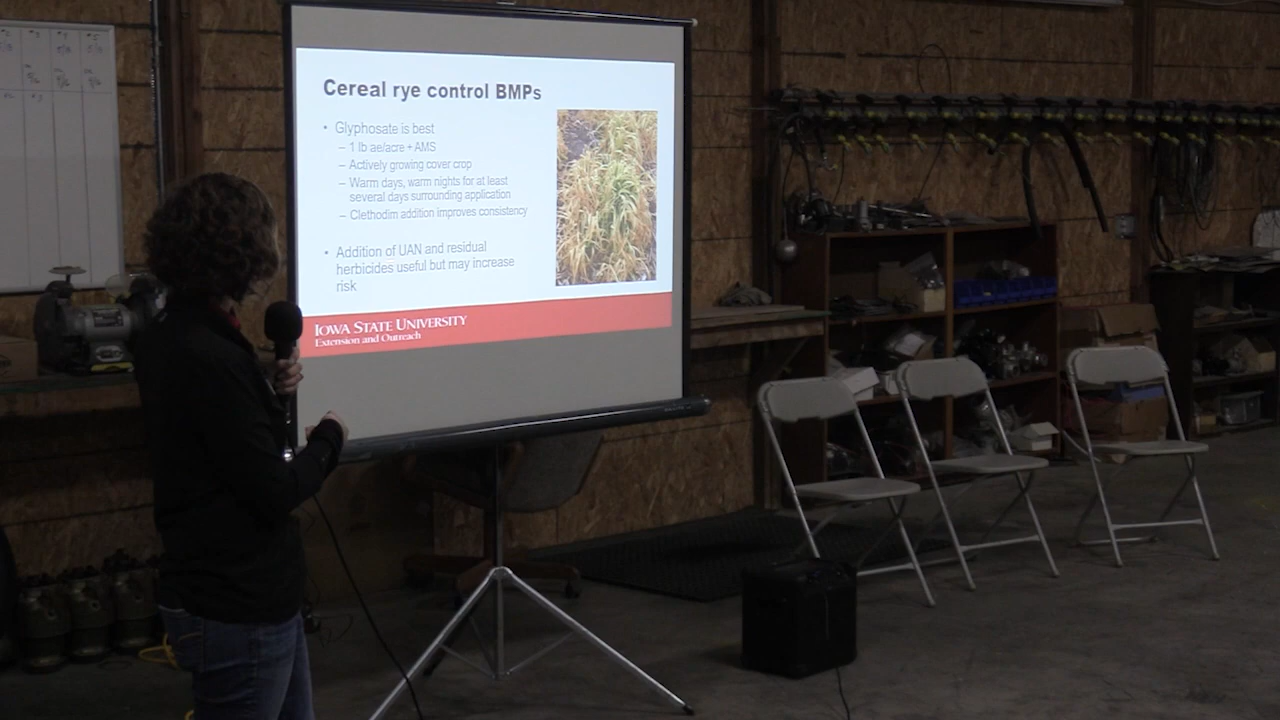 Cereal rye control BMPs
• Glyphosate is best
– 1 lb ae/acre + AMS
– Actively growing cover crop
– Warm days, warm nights for at least
several days surrounding application
– Clethodim addition improves consistency
• Addition of UAN and residual
herbicides useful but may increase
risk
IOWA STATE UNIVERSITY
Extension and Outreach